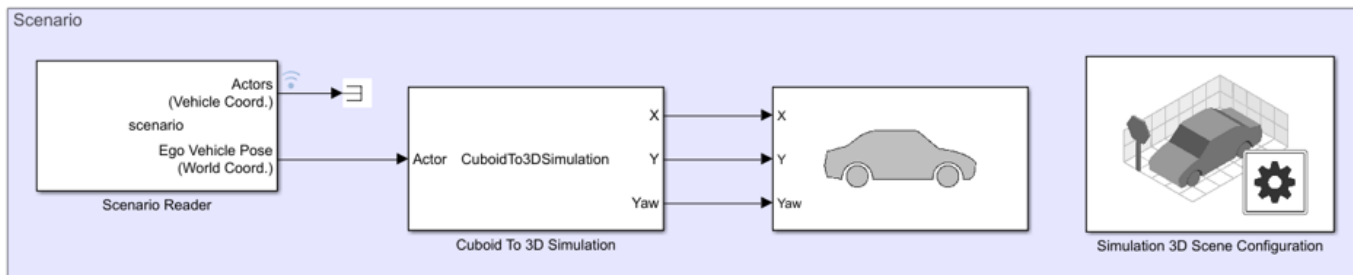 Scenario
Actors
(Vehicle Coord.)
scenario
Ego Vehicle Pose
(World Coord.)
Scenario Reader
Actor
CuboidTo3DSimulation
X
Y
Yaw
Cuboid To 3D Simulation
X
Y
Yaw
Simulation 3D Scene Configuration